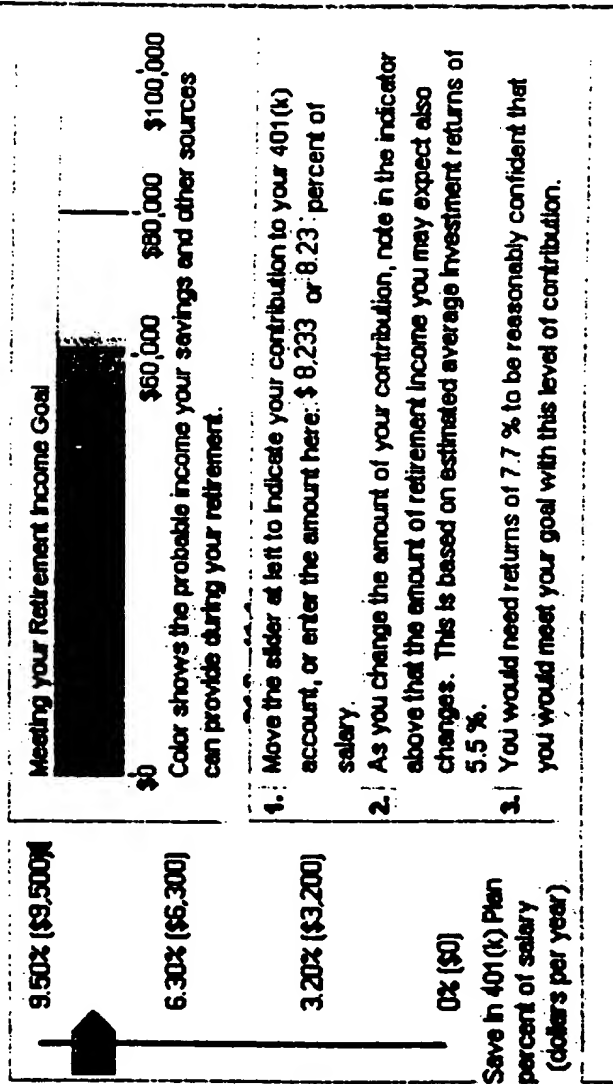 9.50% ($9,500)
6.30% ($6,300)
3.20% ($3,200)
0% ($0)
Save in 401(k) Plan
percent of salary
(dollars per year)
Meeting your Retirement Income Goal
$0 $60,000 $80,000 $100,000
Color shows the probable income your savings and other sources
can provide during your retirement.
1. Move the slider at left to indicate your contribution to your 401(k)
account, or enter the amount here: $ 8,233 or 8.23 percent of
salary.
2. As you change the amount of your contribution, note in the indicator
above that the amount of retirement income you may expect also
changes. This is based on estimated average investment returns of
5.5 %.
3. You would need returns of 7.7 % to be reasonably confident that
you would meet your goal with this level of contribution.